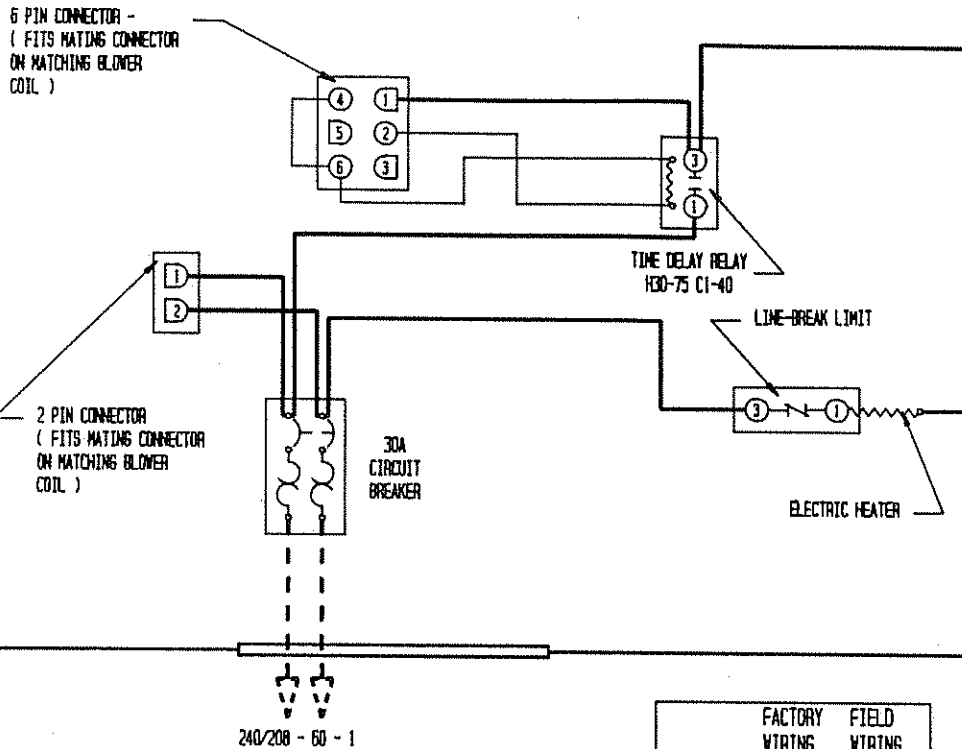 6 PIN CONNECTOR -
( FITS MATING CONNECTOR
ON MATCHING BLOWER
COIL )
4 1
5 2
6 3
3
1
TIME DELAY RELAY
H30-75 C1-40
1
2
LINE-BREAK LIMIT
3 1
2 PIN CONNECTOR
( FITS MATING CONNECTOR
ON MATCHING BLOWER
COIL )
30A
CIRCUIT
BREAKER
ELECTRIC HEATER
240/208 - 60 - 1
FACTORY FIELD
WIRING WIRING